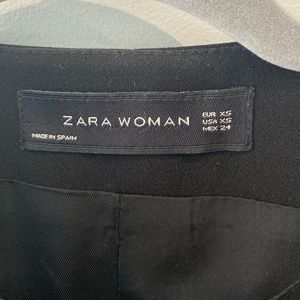 ZARA WOMAN
MADE IN SPAIN
EUR XS
USA XS
MEX 24